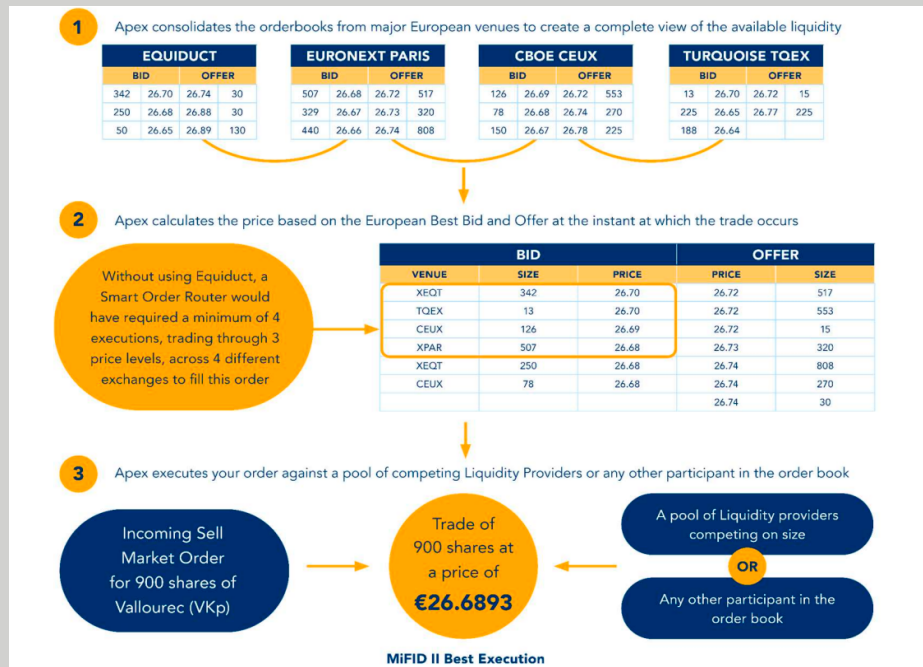 1
Apex consolidates the orderbooks from major European venues to create a complete view of the available liquidity
EQUIDUCT
BID OFFER
342 26.70 26.74 30
250 26.68 26.88 30
50 26.65 26.89 130
EURONEXT PARIS
BID OFFER
507 26.68 26.72 517
329 26.67 26.73 320
440 26.66 26.74 808
CBOE CEUX
BID OFFER
126 26.69 26.72 553
78 26.68 26.74 270
150 26.67 26.78 225
TURQUOISE TQEX
BID OFFER
13 26.70 26.72 15
225 26.65 26.77 225
188 26.64
2
Apex calculates the price based on the European Best Bid and Offer at the instant at which the trade occurs
Without using Equiduct, a
Smart Order Router would
have required a minimum of 4
executions, trading through 3
price levels, across 4 different
exchanges to fill this order
BID OFFER
VENUE SIZE PRICE PRICE SIZE
XEQT 342 26.70 26.72 517
TQEX 13 26.70 26.72 553
CEUX 126 26.69 26.72 15
XPAR 507 26.68 26.73 320
XEQT 250 26.68 26.74 808
CEUX 78 26.68 26.74 270
26.74 30
3
Apex executes your order against a pool of competing Liquidity Providers or any other participant in the order book
Incoming Sell
Market Order
for 900 shares of
Vallourec (VKp)
Trade of
900 shares at
a price of
€26.6893
A pool of Liquidity providers
competing on size
OR
Any other participant in the
order book
MiFID II Best Execution